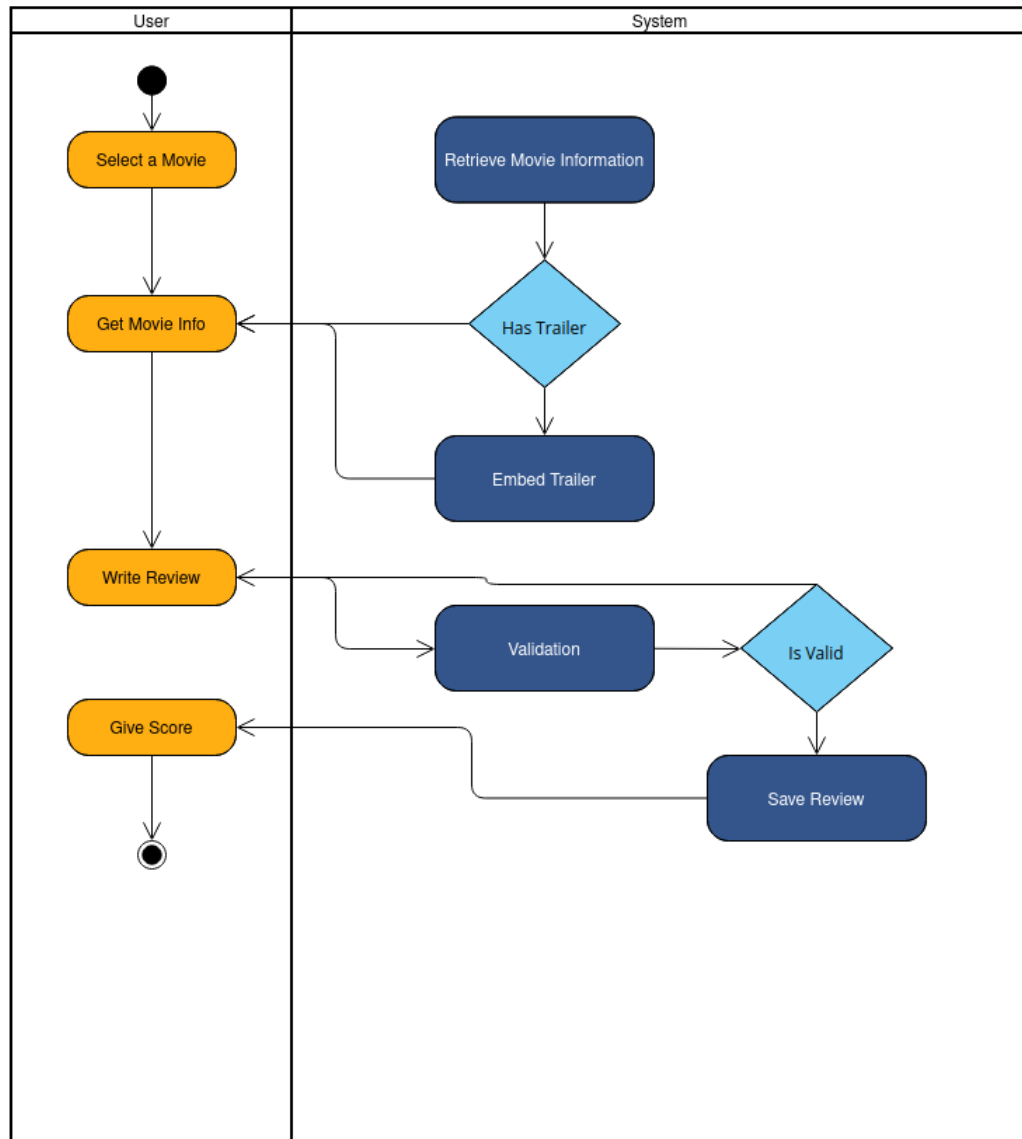 User
System
Select a Movie
Retrieve Movie Information
Get Movie Info
Has Trailer
Embed Trailer
Write Review
Validation
Is Valid
Give Score
Save Review